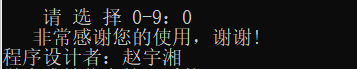 请 选 择 0-9: 0
非常感谢您的使用，谢谢!
程序设计者: 赵宇湘